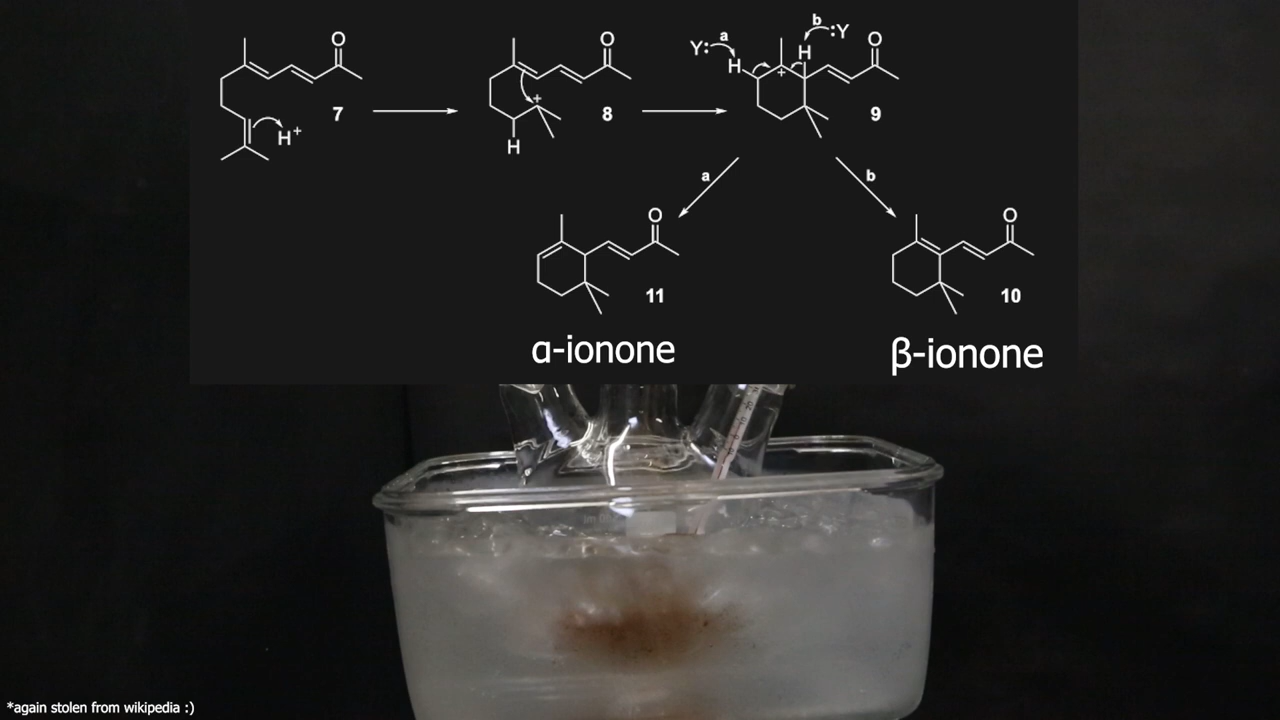 O
7
H+
O
+
8
H
Y:
a
H
+
b
:Y
H
O
9
a
b
O
11
O
10
α-ionone
β-ionone
*again stolen from wikipedia :)